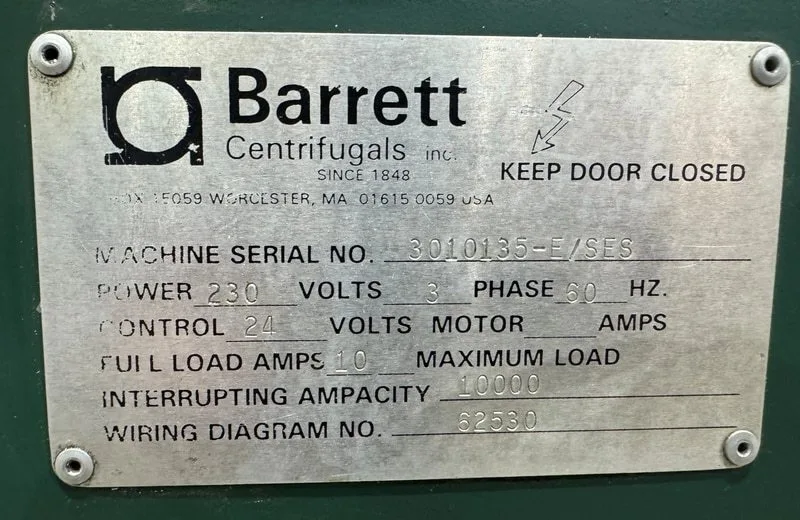 Barrett
Centrifugals inc.
SINCE 1848
BOX 15059 WORCESTER, MA 01615 0059 USA
KEEP DOOR CLOSED
MACHINE SERIAL NO. 3010135-E/SES
POWER 230 VOLTS 3 PHASE 60 HZ.
CONTROL 24 VOLTS MOTOR AMPS
FULL LOAD AMPS 10 MAXIMUM LOAD
INTERRUPTING AMPACITY 10000
WIRING DIAGRAM NO. 62530